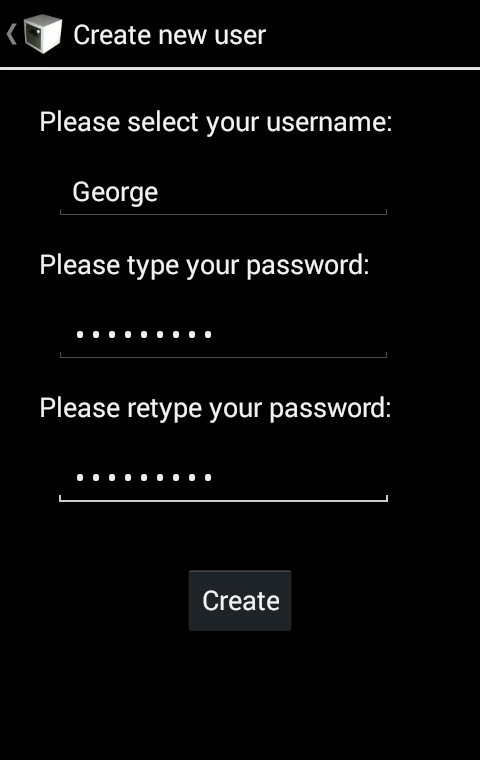 Create new user
Please select your username:
George
Please type your password:
•••••••••
Please retype your password:
•••••••••
Create